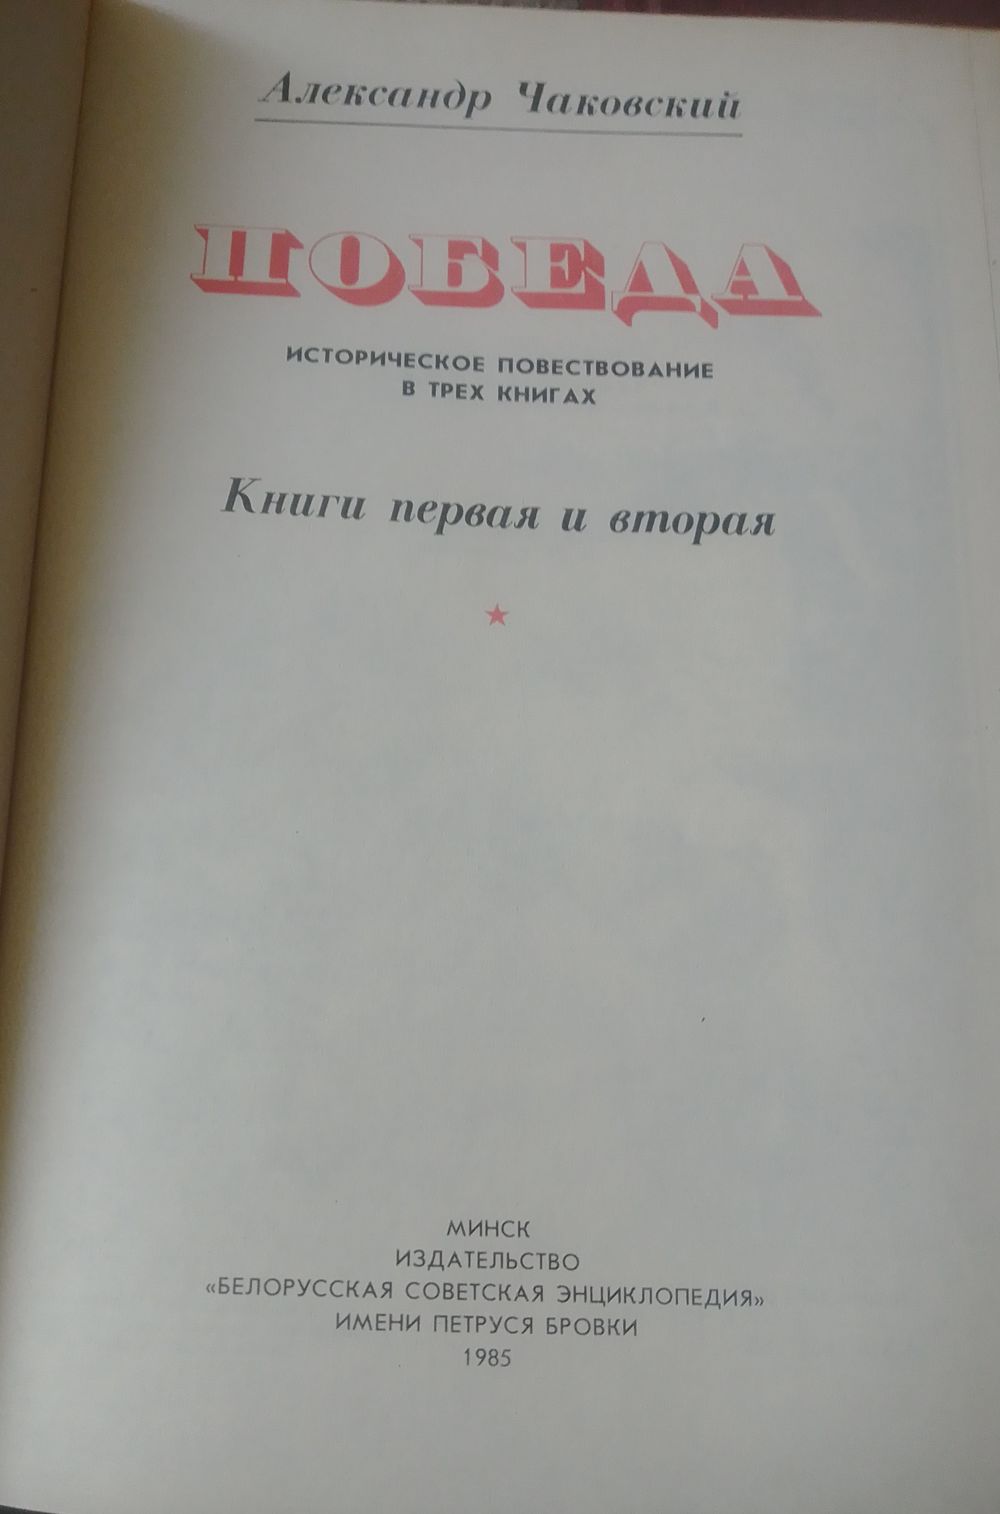 Александр Чаковский
ПОБЕДА
ИСТОРИЧЕСКОЕ ПОВЕСТВОВАНИЕ
В ТРЕХ КНИГАХ
Книги первая и вторая
МИНСК
ИЗДАТЕЛЬСТВО
«БЕЛОРУССКАЯ СОВЕТСКАЯ ЭНЦИКЛОПЕДИЯ»
ИМЕНИ ПЕТРУСЯ БРОВКИ
1985